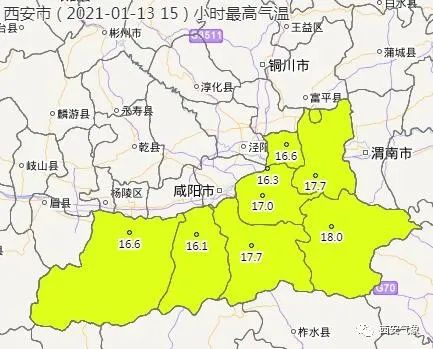 西安市（2021-01-13 15）小时最高气温
白水县
彬州市
G3511
王益区
铜川市
蒲城县
淳化县
富平县
麟游县
永寿县
乾县
泾阳
16.6
渭南市
岐山县
16.3
17.7
眉县
杨陵区
咸阳市
17.0
16.6
16.1
17.7
18.0
G70
柞水县
西安气象